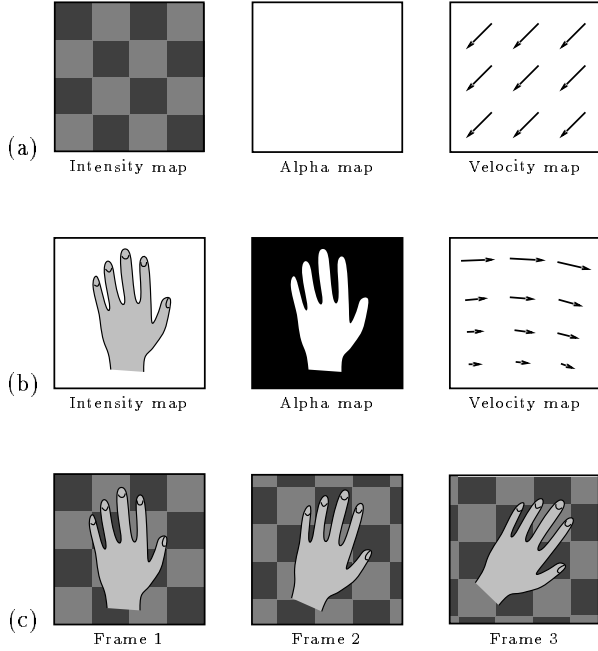 (a)
Intensity map Alpha map Velocity map
(b)
Intensity map Alpha map Velocity map
(c)
Frame 1 Frame 2 Frame 3